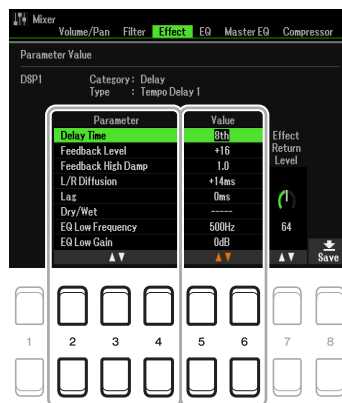 Mixer
Volume/Pan Filter Effect EQ Master EQ Compressor
Parameter Value
DSP1 Category : Delay
Type : Tempo Delay 1
Parameter Value
Delay Time 8th
Feedback Level +16
Feedback High Damp 1.0
L/R Diffusion +14ms
Lag 0ms
Dry/Wet -----
EQ Low Frequency 500Hz
EQ Low Gain 0dB
Effect
Return
Level
64
▲▼ ▲▼ ▲▼ Save
1 2 3 4 5 6 7 8